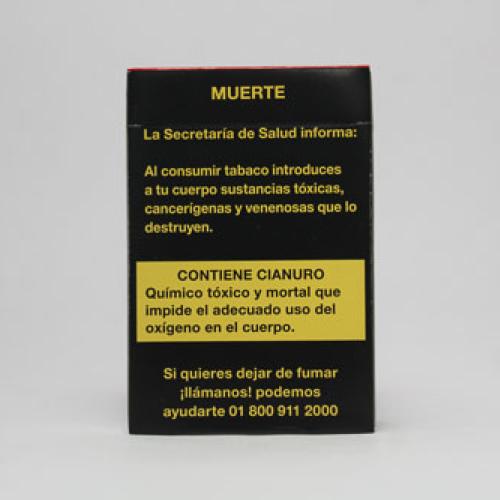 MUERTE
La Secretaría de Salud informa:
Al consumir tabaco introduces
a tu cuerpo sustancias tóxicas,
cancerígenas y venenosas que lo
destruyen.
CONTIENE CIANURO
Químico tóxico y mortal que
impide el adecuado uso del
oxígeno en el cuerpo.
Si quieres dejar de fumar
¡llámanos! podemos
ayudarte 01 800 911 2000